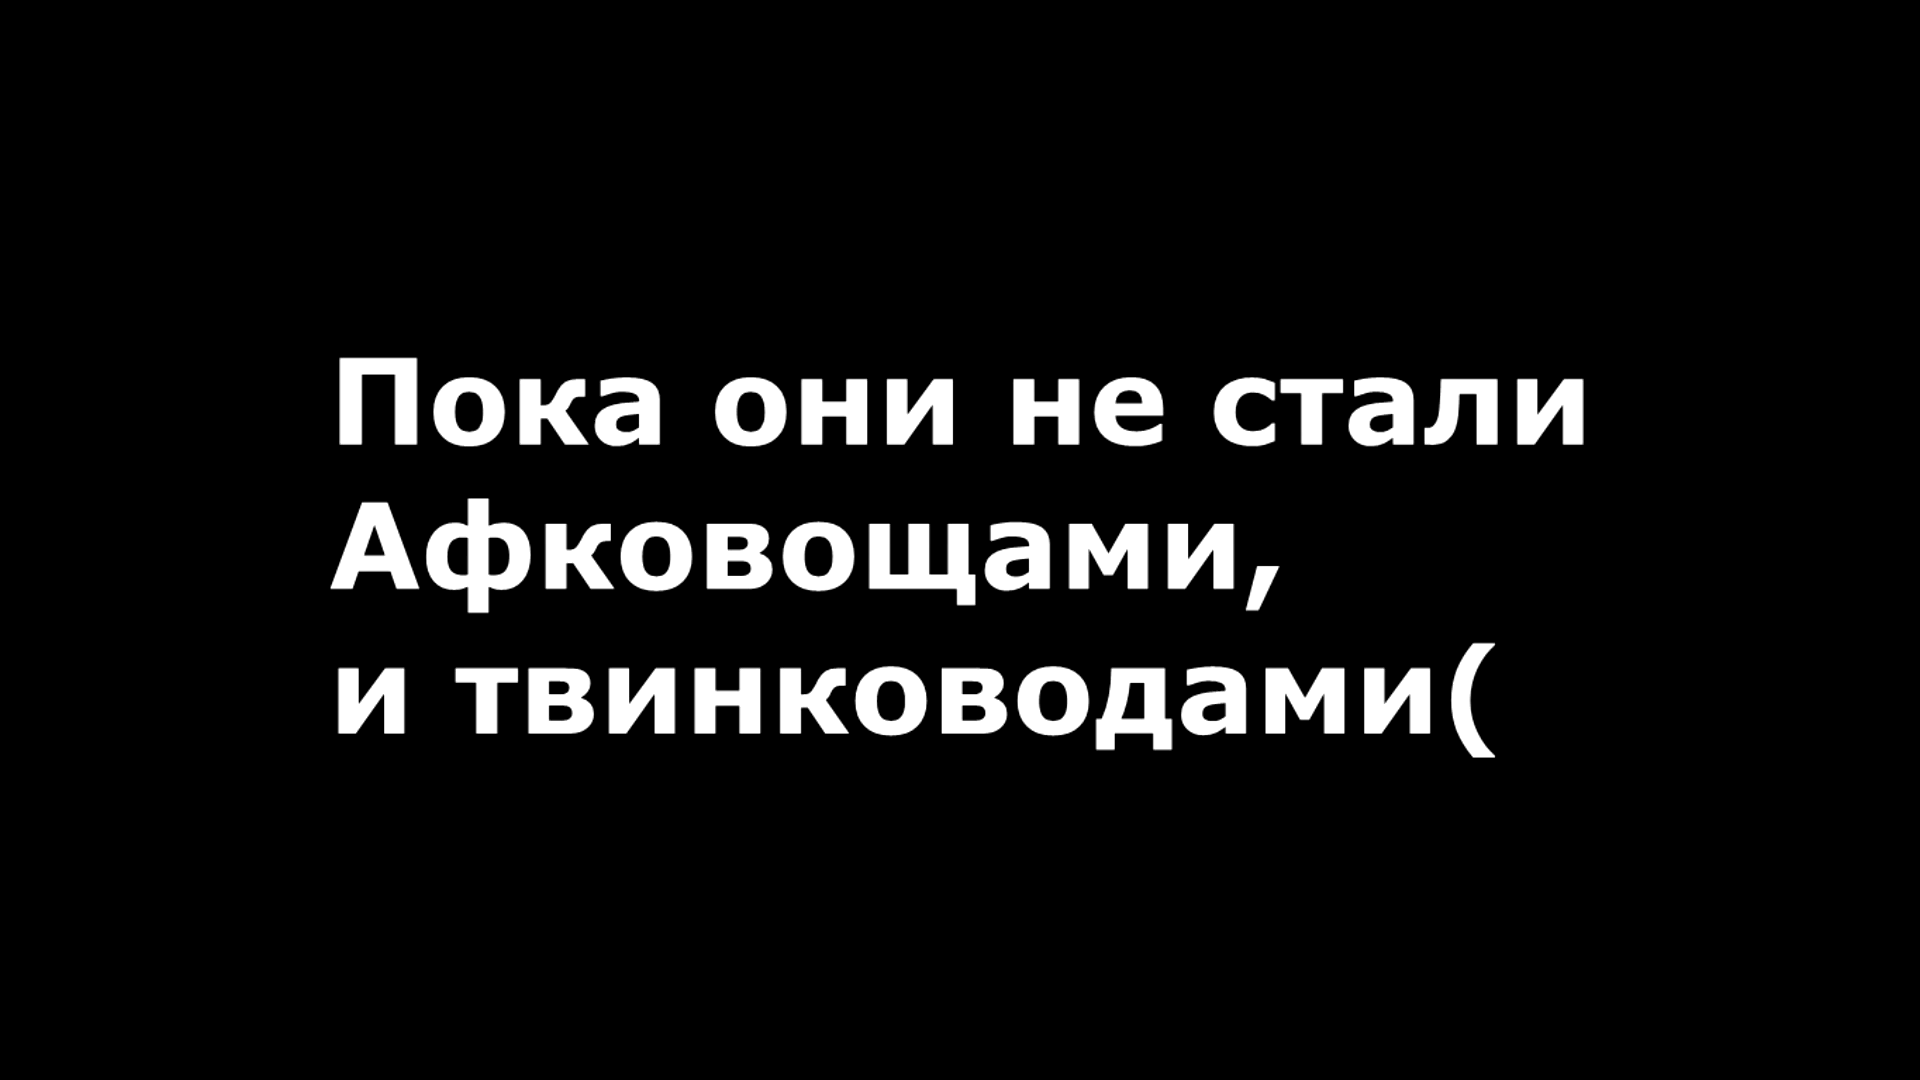 Пока они не стали
Афковощами,
и твинководами(